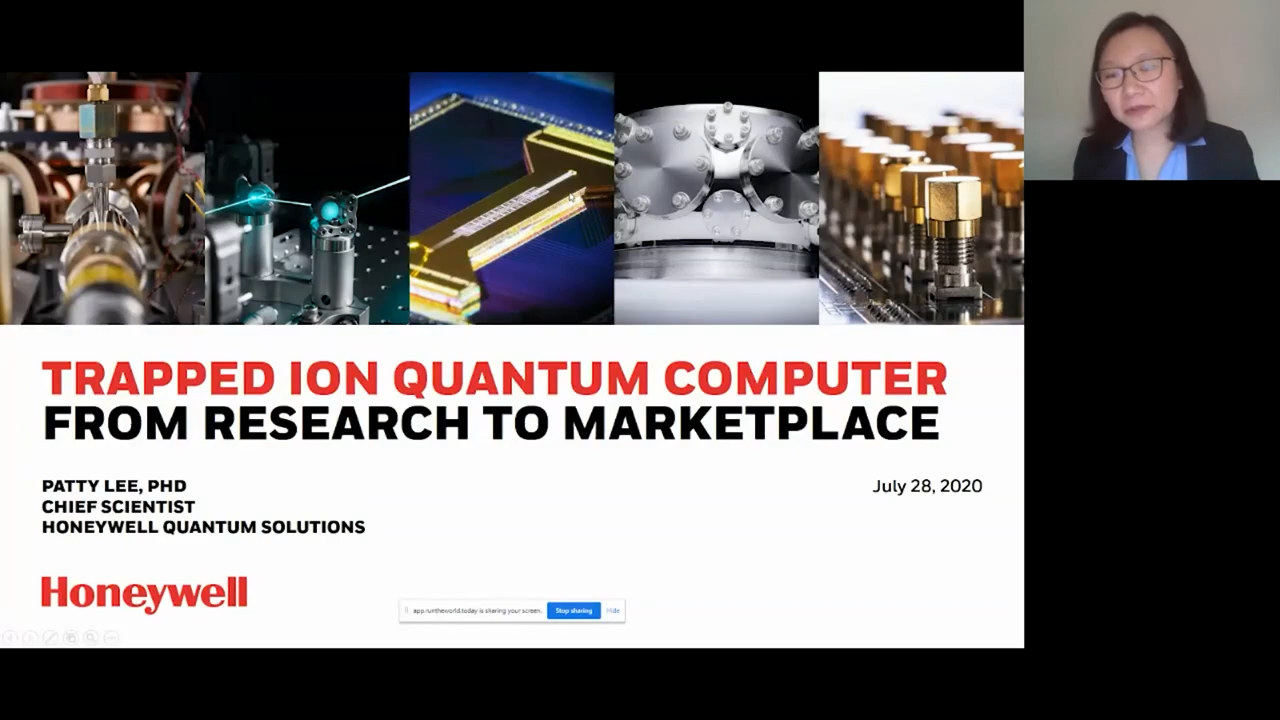 TRAPPED ION QUANTUM COMPUTER
FROM RESEARCH TO MARKETPLACE
PATTY LEE, PHD
July 28, 2020
CHIEF SCIENTIST
HONEYWELL QUANTUM SOLUTIONS
Honeywell
app.runtheworld.today is sharing your screen.
Stop sharing
Hide